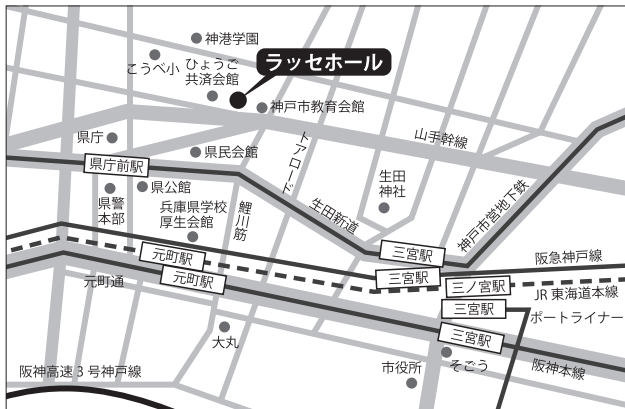 神港学園
こうべ小
ひょうご
共済会館
ラッセホール
神戸市教育会館
山手幹線
県庁
県民会館
トアロード
県庁前駅
県公館
県警
本部
兵庫県学校
厚生会館
鯉川筋
生田新道
生田
神社
神戸市営地下鉄
三宮駅
阪急神戸線
元町駅
三宮駅
三ノ宮駅
JR 東海道本線
元町通
元町駅
三宮駅
ポートライナー
三宮駅
大丸
そごう
市役所
阪神本線
阪神高速3号神戸線